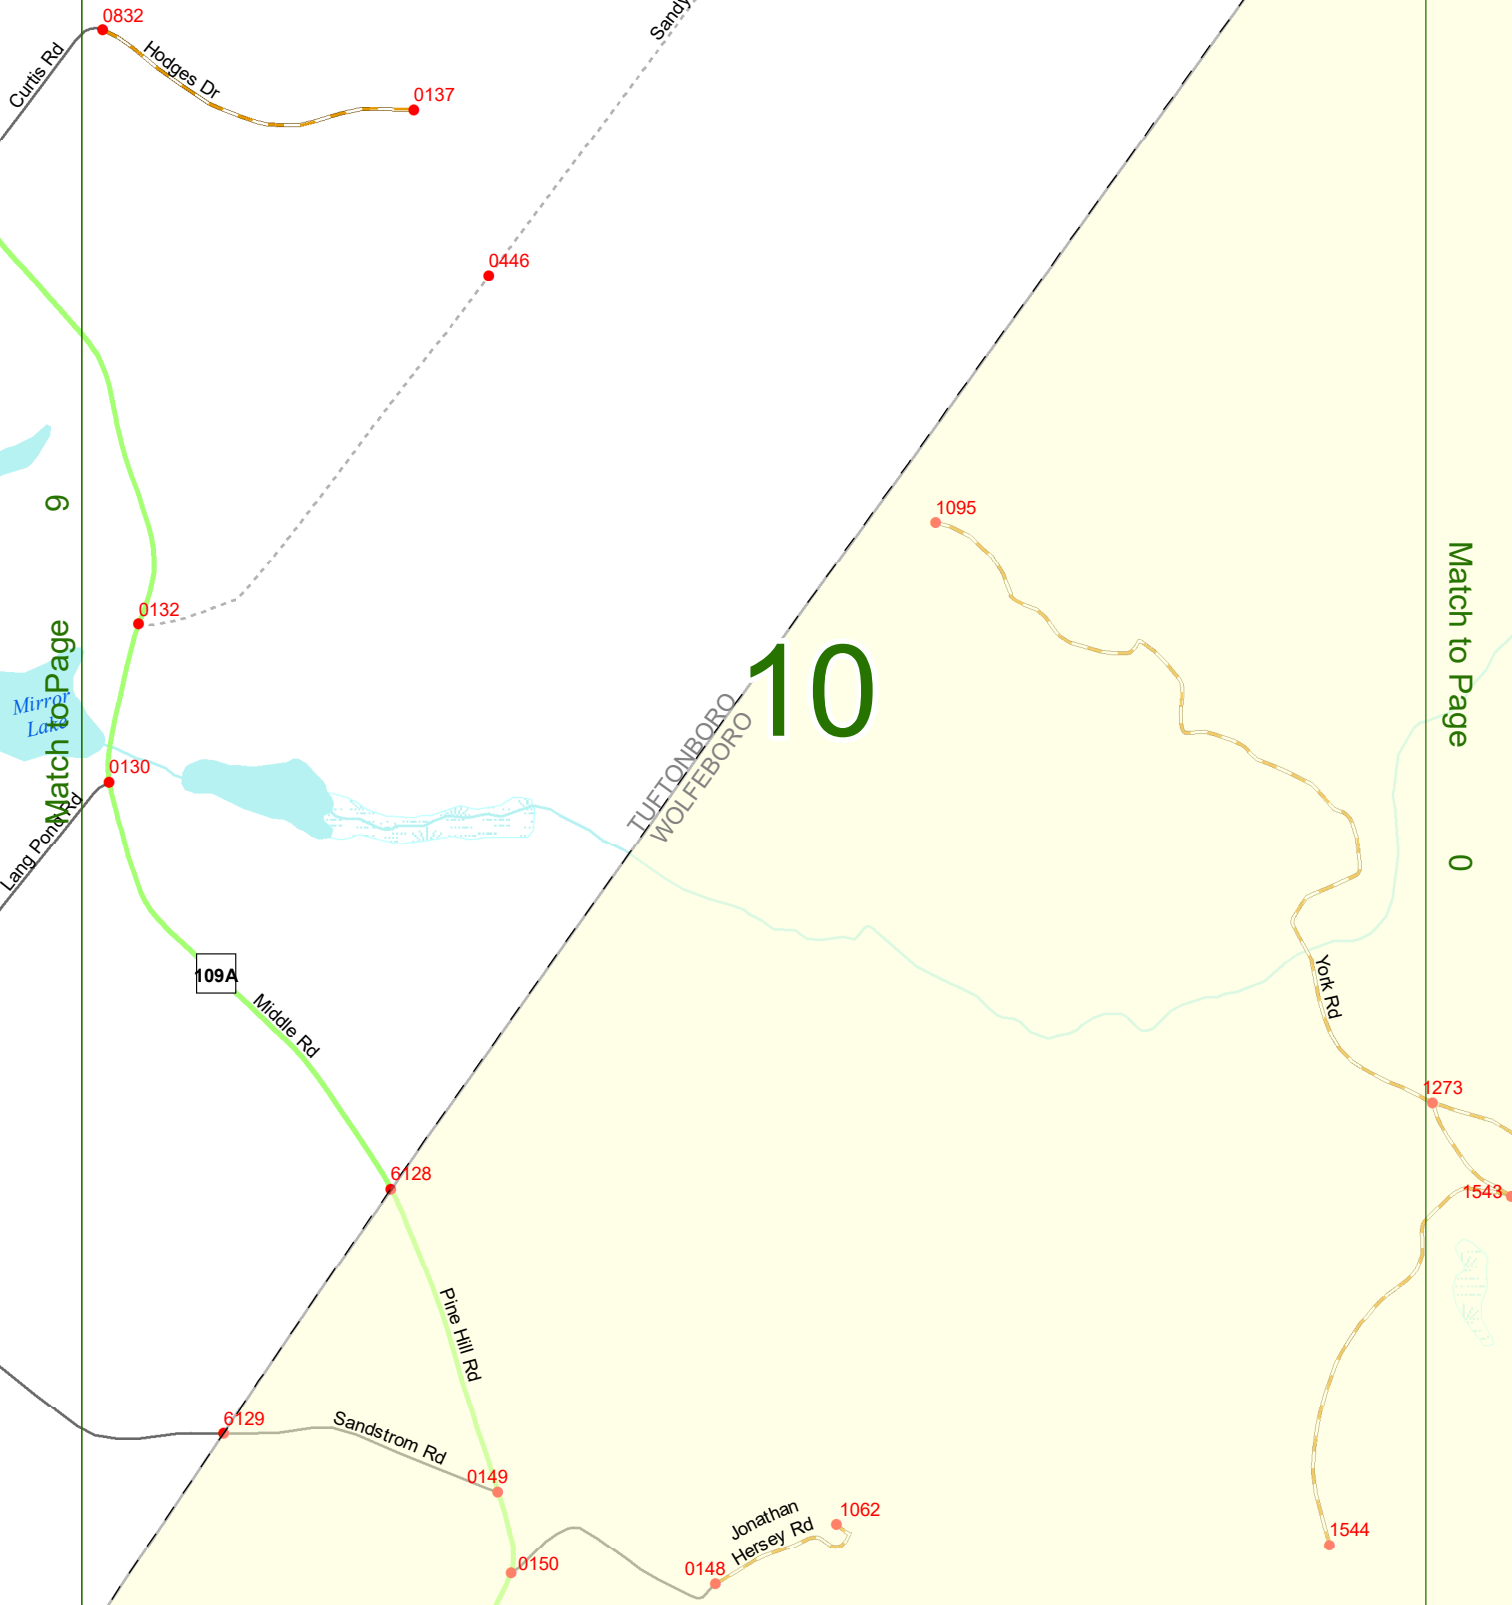 0832
Sandy
Curtis Rd
Hodges Dr
0137
0446
9
Match to Page
1095
Match to Page
0
0132
10
TUFTONBORO
WOLFEBORO
Mirror
Lake
0130
Lang Pond Rd
109A
Middle Rd
York Rd
1273
6128
1543
Pine Hill Rd
6129
Sandstrom Rd
0149
1062
Jonathan
Hersey Rd
1544
0150
0148